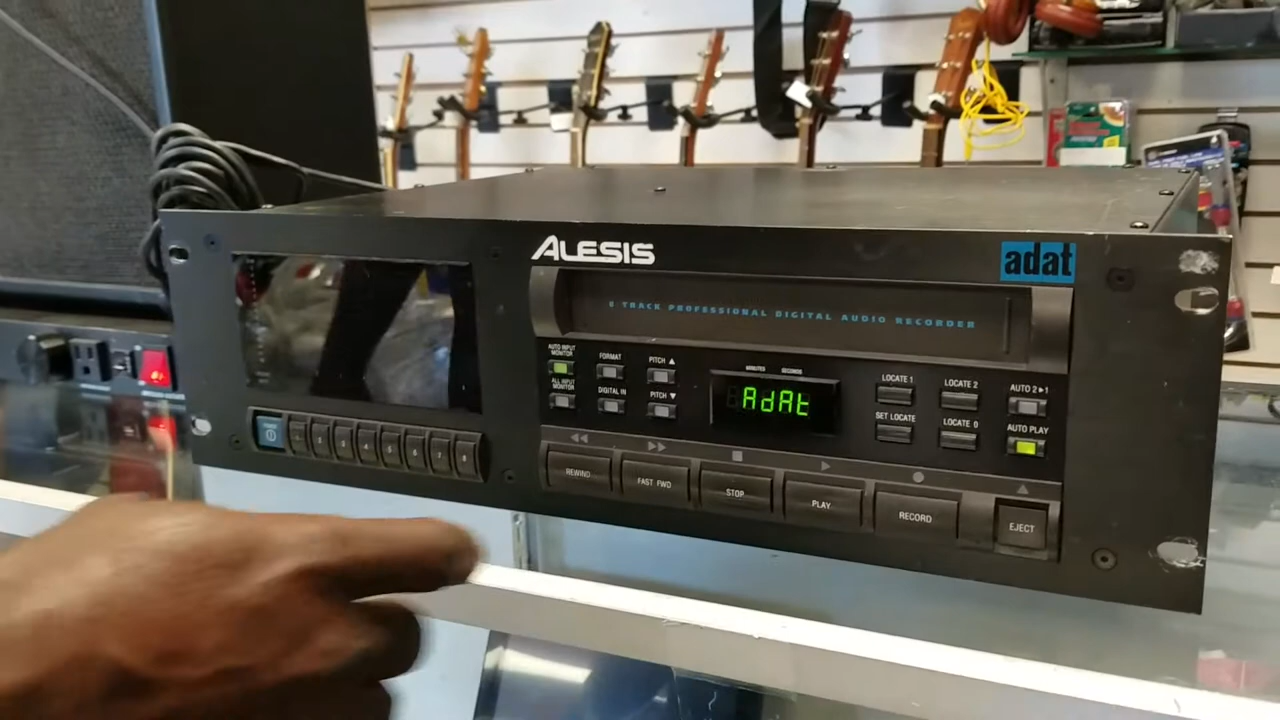 ALESIS
adat
8 TRACK PROFESSIONAL DIGITAL AUDIO RECORDER
AUTO INPUT
MONITOR
FORMAT
PITCH ▲
ALL INPUT
MONITOR
DIGITAL IN
PITCH ▼
MINUTES SECONDS
AdAt
LOCATE 1
LOCATE 2
AUTO 2►1
SET LOCATE
LOCATE 0
AUTO PLAY
POWER
1 2 3 4 5 6 7 8
REWIND
FAST FWD
STOP
PLAY
RECORD
EJECT